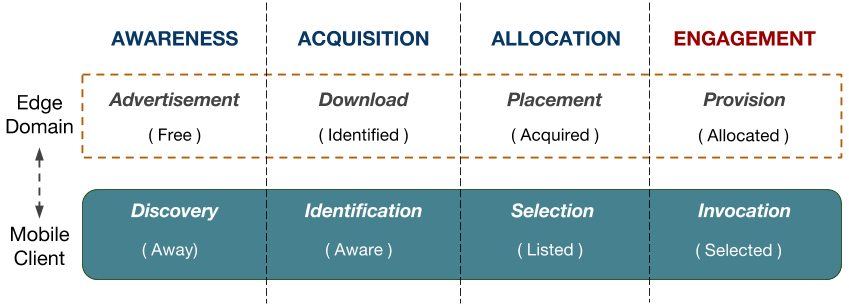 AWARENESS ACQUISITION ALLOCATION ENGAGEMENT
Edge Domain
Advertisement Download Placement Provision
( Free ) ( Identified ) ( Acquired ) ( Allocated )
Mobile Client
Discovery Identification Selection Invocation
( Away) ( Aware ) ( Listed ) ( Selected )